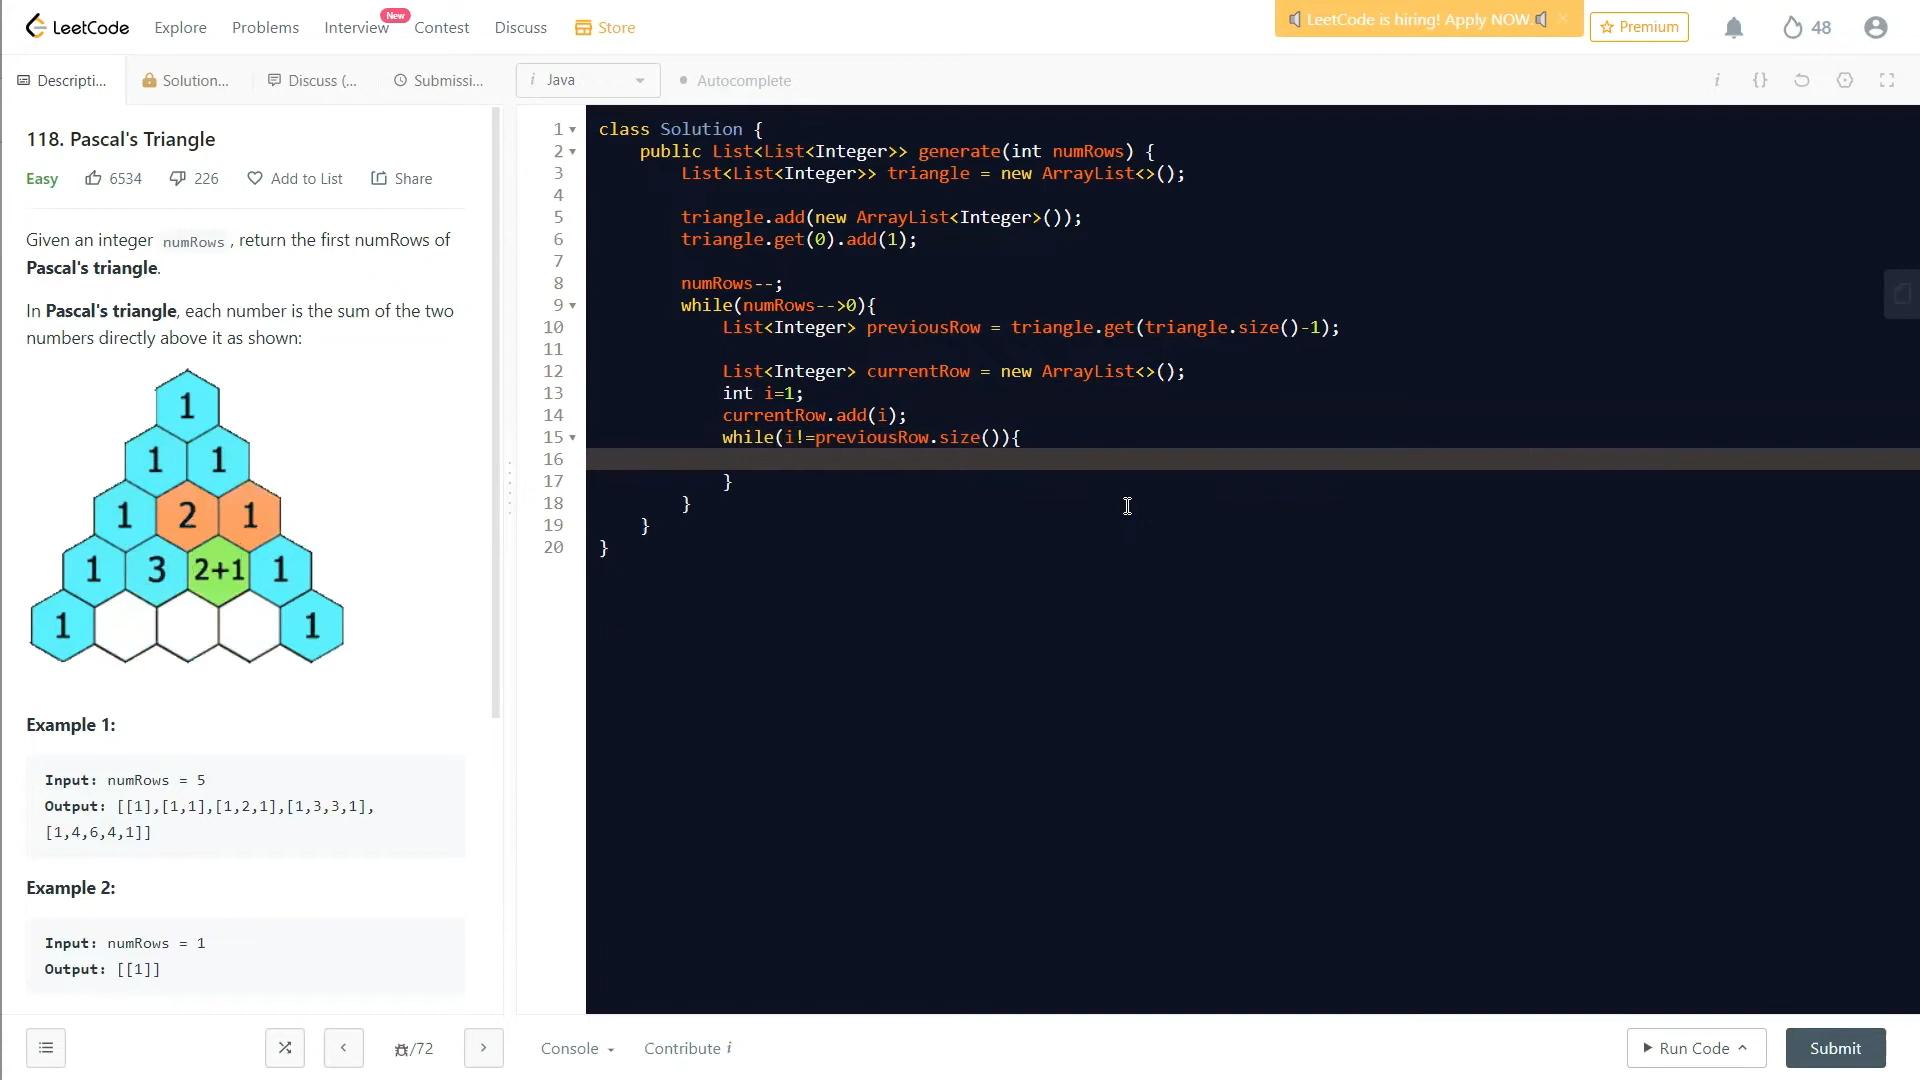 LeetCode Explore Problems Interview New Contest Discuss Store LeetCode is hiring! Apply NOW. Premium 48
Descripti... Solution... Discuss (... Submissi... i Java Autocomplete i {}
118. Pascal's Triangle
Easy 6534 226 Add to List Share
Given an integer numRows , return the first numRows of
Pascal's triangle.
In Pascal's triangle, each number is the sum of the two
numbers directly above it as shown:
1
1 1
1 2 1
1 3 2+1 1
1 1
Example 1:
Input: numRows = 5
Output: [[1],[1,1],[1,2,1],[1,3,3,1],
[1,4,6,4,1]]
Example 2:
Input: numRows = 1
Output: [[1]]
1 class Solution {
2 public List<List<Integer>> generate(int numRows) {
3 List<List<Integer>> triangle = new ArrayList<>();
4
5 triangle.add(new ArrayList<Integer>());
6 triangle.get(0).add(1);
7
8 numRows--;
9 while(numRows-->0){
10 List<Integer> previousRow = triangle.get(triangle.size()-1);
11
12 List<Integer> currentRow = new ArrayList<>();
13 int i=1;
14 currentRow.add(i);
15 while(i!=previousRow.size()){
16
17 }
18 }
19 }
20 }
/72 Console Contribute i Run Code Submit